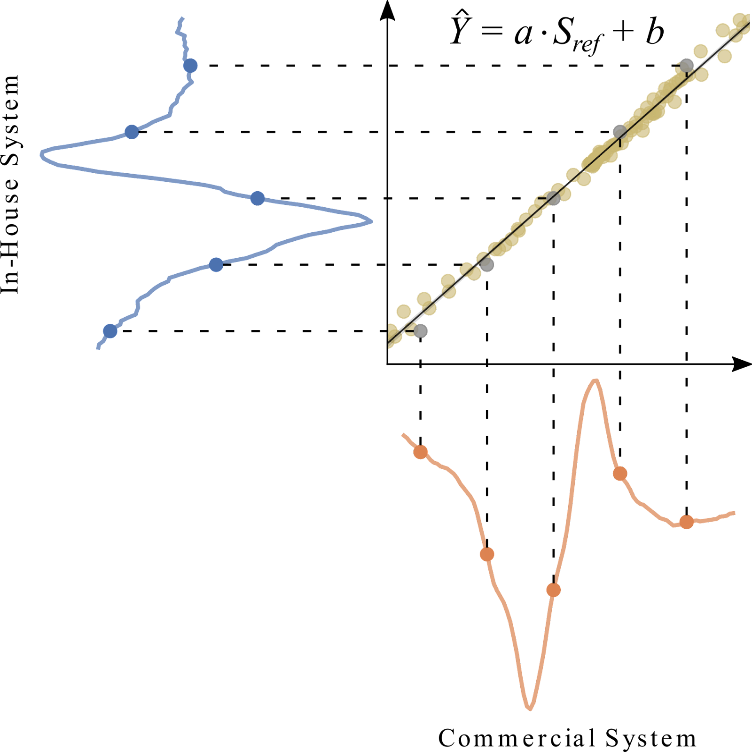 Ŷ = a · S_ref + b
In-House System
Commercial System